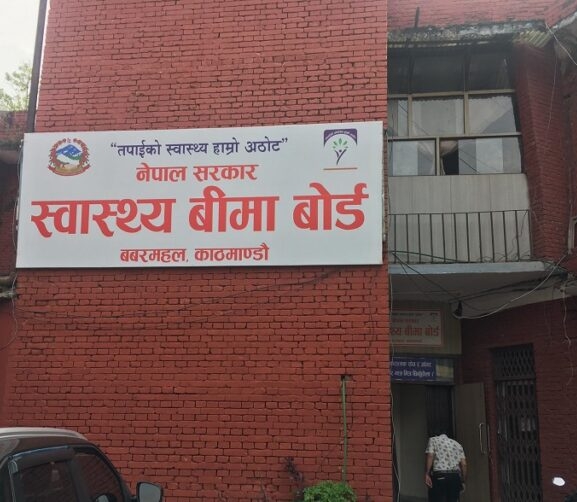 "तपाईको स्वास्थ्य हाम्रो अठोट"
नेपाल सरकार
स्वास्थ्य बीमा बोर्ड
बबरमहल, काठमाण्डौ
स्वास्थ्य बीमा बोर्ड